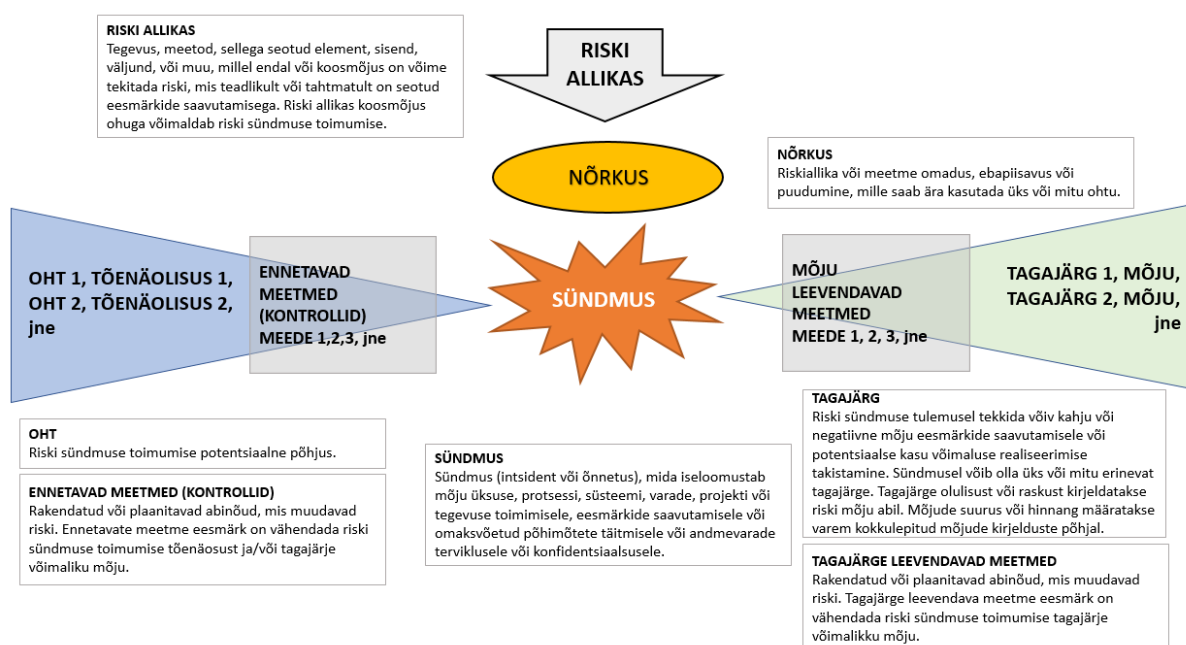 RISKI ALLIKAS
Tegevus, meetod, sellega seotud element, sisend,
väljund, või muu, millel endal või koosmõjus on võime
tekitada riski, mis teadlikult või tahtmatult on seotud
eesmärkide saavutamisega. Riski allikas koosmõjus
ohuga võimaldab riski sündmuse toimumise.
RISKI
ALLIKAS
NÕRKUS
NÕRKUS
Riskiallika või meetme omadus, ebapiisavus või
puudumine, mille saab ära kasutada üks või mitu ohtu.
OHT 1, TÕENÄOLISUS 1,
OHT 2, TÕENÄOLISUS 2,
jne
ENNETAVAD
MEETMED
(KONTROLLID)
MEEDE 1,2,3, jne
SÜNDMUS
MÕJU
LEEVENDAVAD
MEETMED
MEEDE 1, 2, 3, jne
TAGAJÄRG 1, MÕJU,
TAGAJÄRG 2, MÕJU,
jne
OHT
Riski sündmuse toimumise potentsiaalne põhjus.
ENNETAVAD MEETMED (KONTROLLID)
Rakendatud või plaanitavad abinõud, mis muudavad
riski. Ennetavate meetme eesmärk on vähendada riski
sündmuse toimumise tõenäosust ja/või tagajärje
võimaliku mõju.
SÜNDMUS
Sündmus (intsident või õnnetus), mida iseloomustab
mõju üksuse, protsessi, süsteemi, varade, projekti või
tegevuse toimimisele, eesmärkide saavutamisele või
omaksvõetud põhimõtete täitmisele või andmevarade
terviklusele või konfidentsiaalsusele.
TAGAJÄRG
Riski sündmuse tulemusel tekkida võiv kahju või
negatiivne mõju eesmärkide saavutamisele või
potentsiaalse kasu võimaluse realiseerimise
takistamine. Sündmusel võib olla üks või mitu erinevat
tagajärge. Tagajärge olulisust või raskust kirjeldatakse
riski mõju abil. Mõjude suurus või hinnang määratakse
varem kokkulepitud mõjude kirjelduste põhjal.
TAGAJÄRGE LEEVENDAVAD MEETMED
Rakendatud või plaanitavad abinõud, mis muudavad
riski. Tagajärge leevendava meetme eesmärk on
vähendada riski sündmuse toimumise tagajärje
võimalikku mõju.